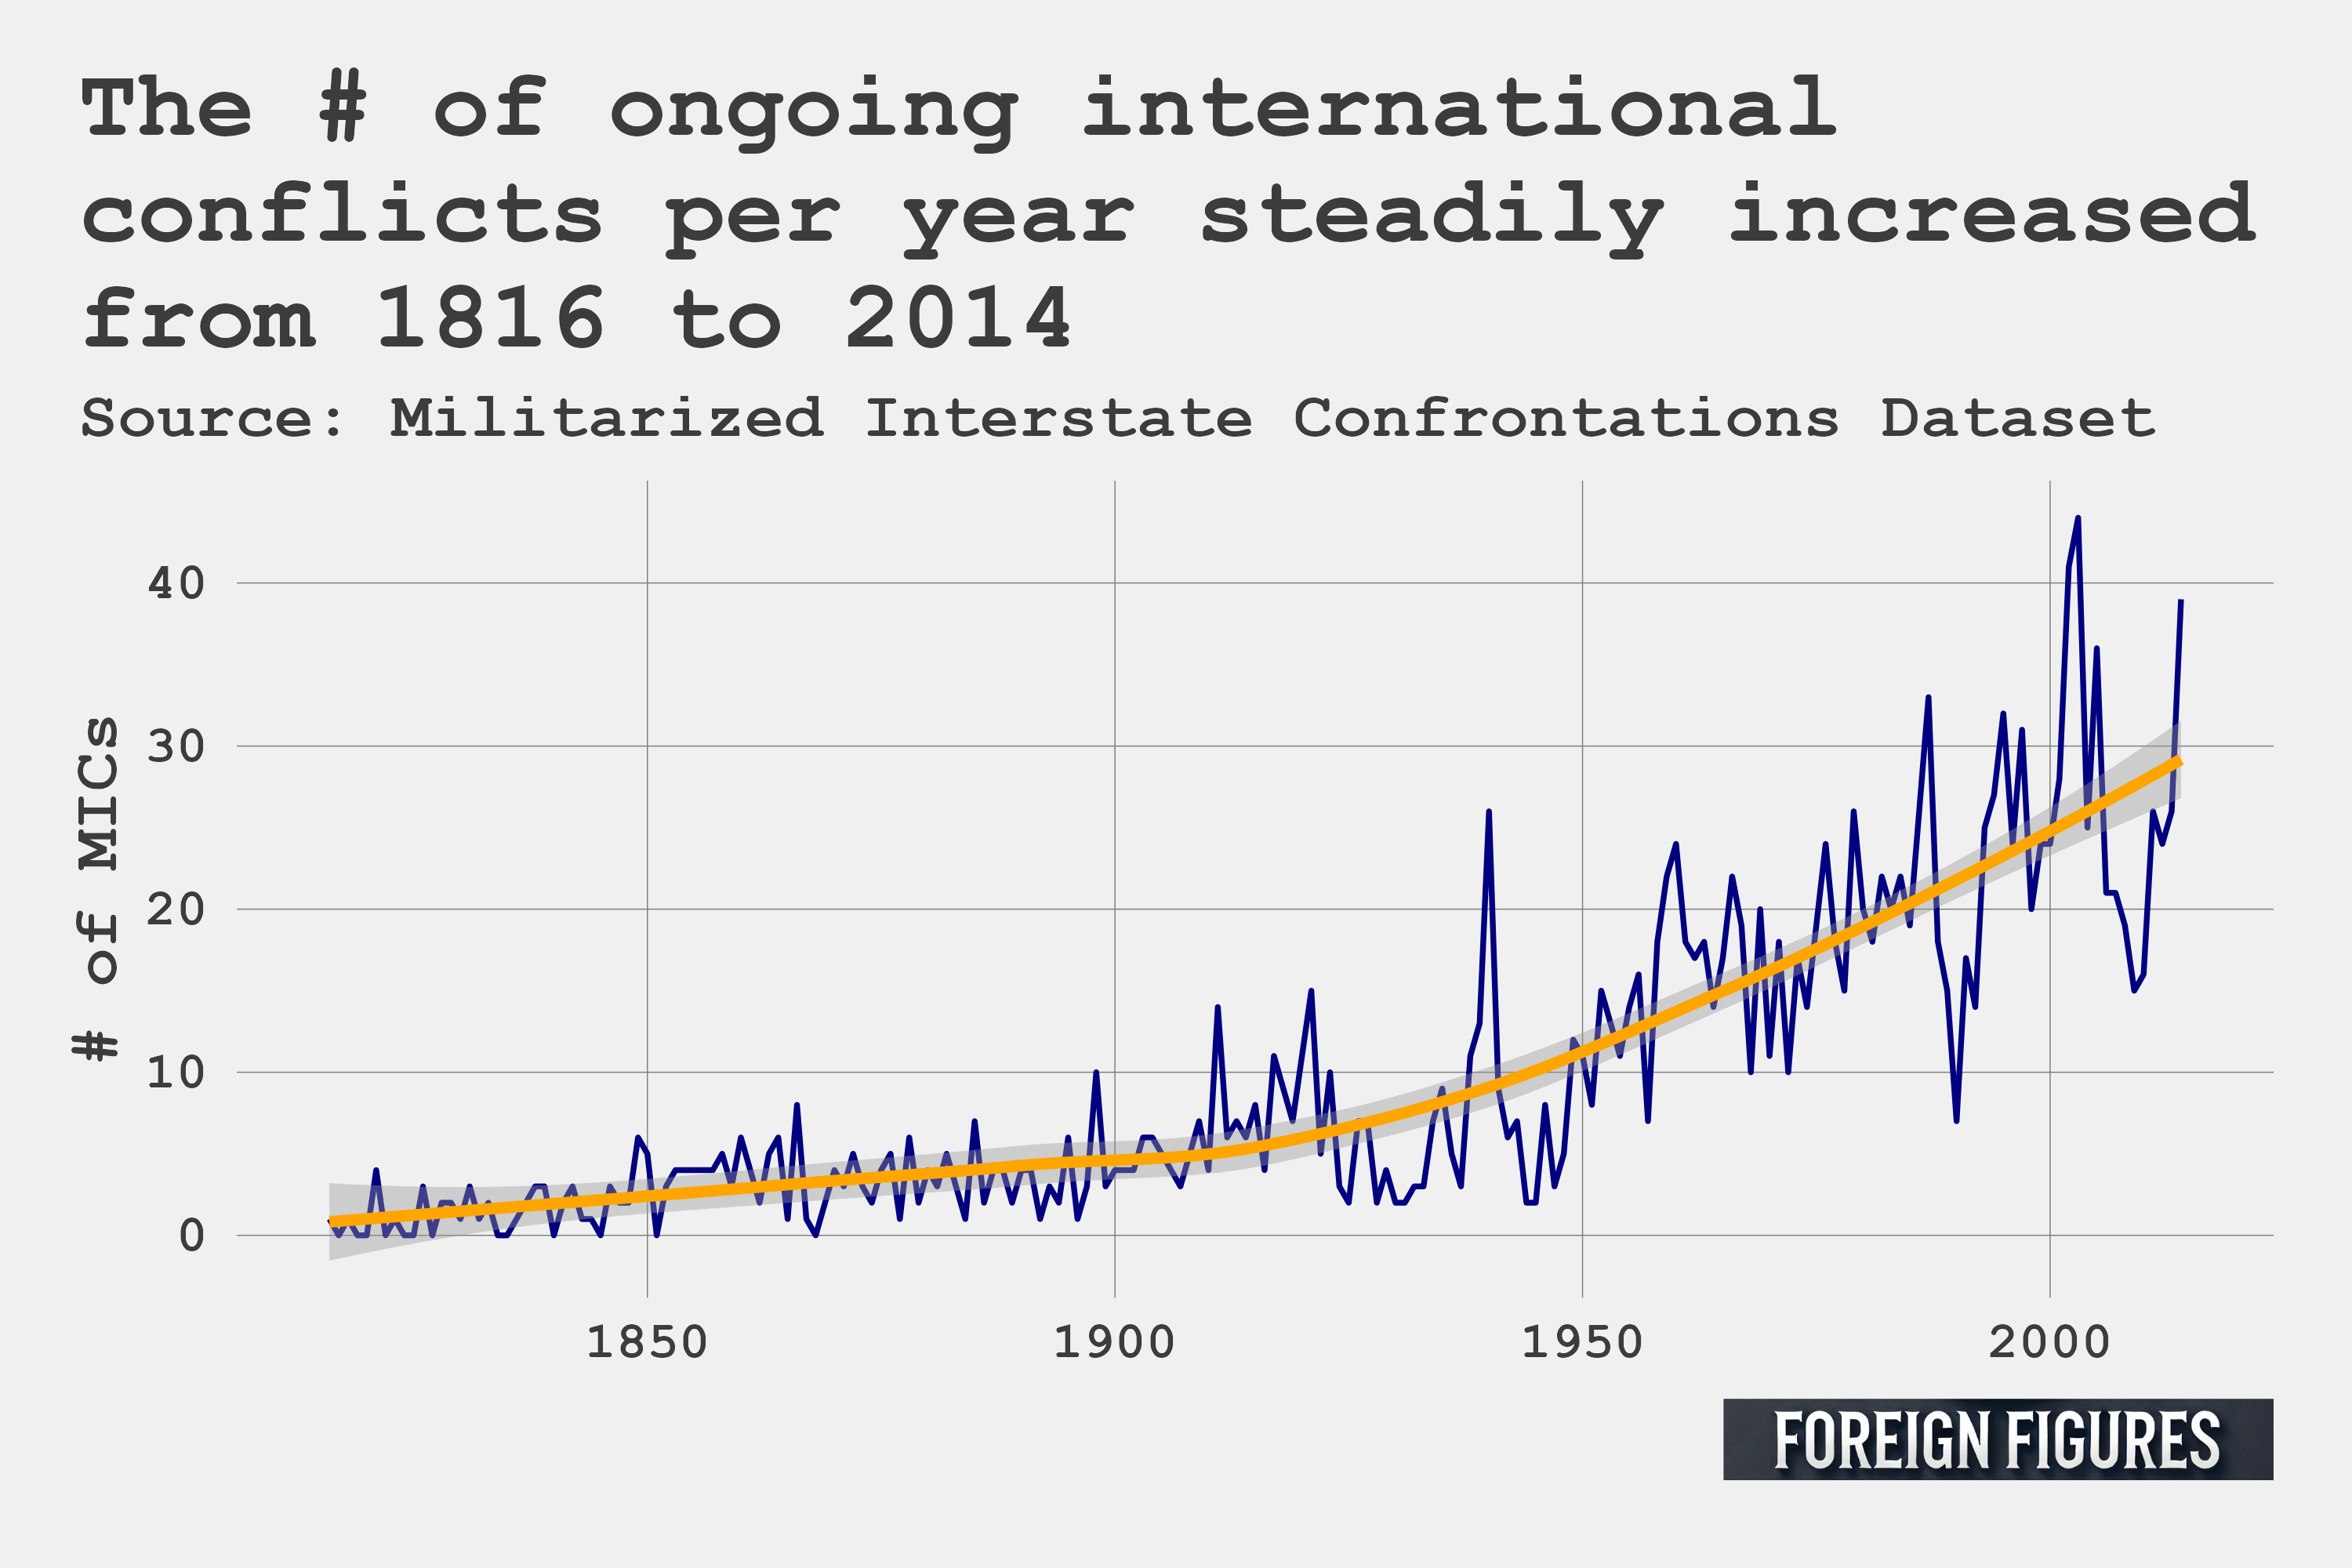 The # of ongoing international
conflicts per year steadily increased
from 1816 to 2014
Source: Militarized Interstate Confrontations Dataset
# of MICs
40
30
20
10
0
1850
1900
1950
2000
FOREIGN FIGURES